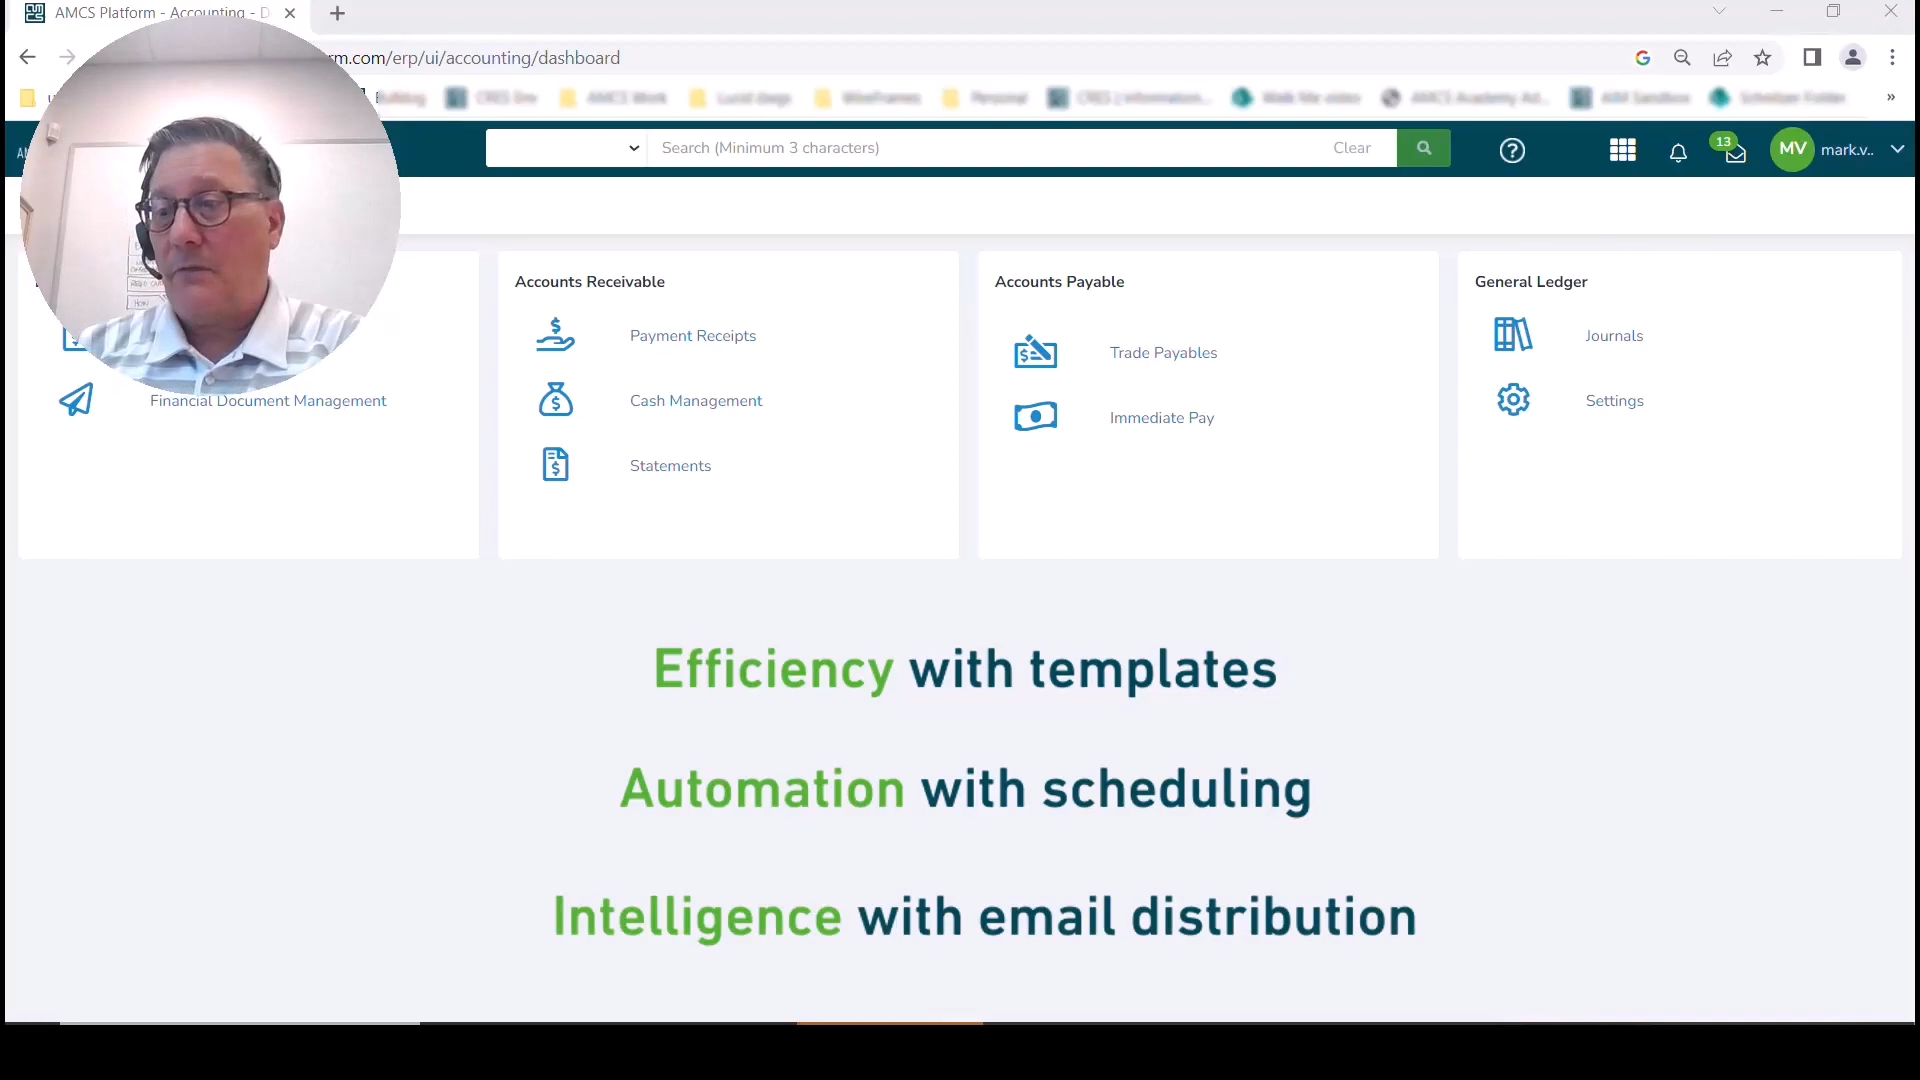 AMCS Platform - Accounting - D
rm.com/erp/ui/accounting/dashboard
Search (Minimum 3 characters)
Clear
13
MV
mark.v..
Accounts Receivable
Payment Receipts
Cash Management
Statements
Accounts Payable
Trade Payables
Immediate Pay
General Ledger
Journals
Settings
Financial Document Management
Efficiency with templates
Automation with scheduling
Intelligence with email distribution